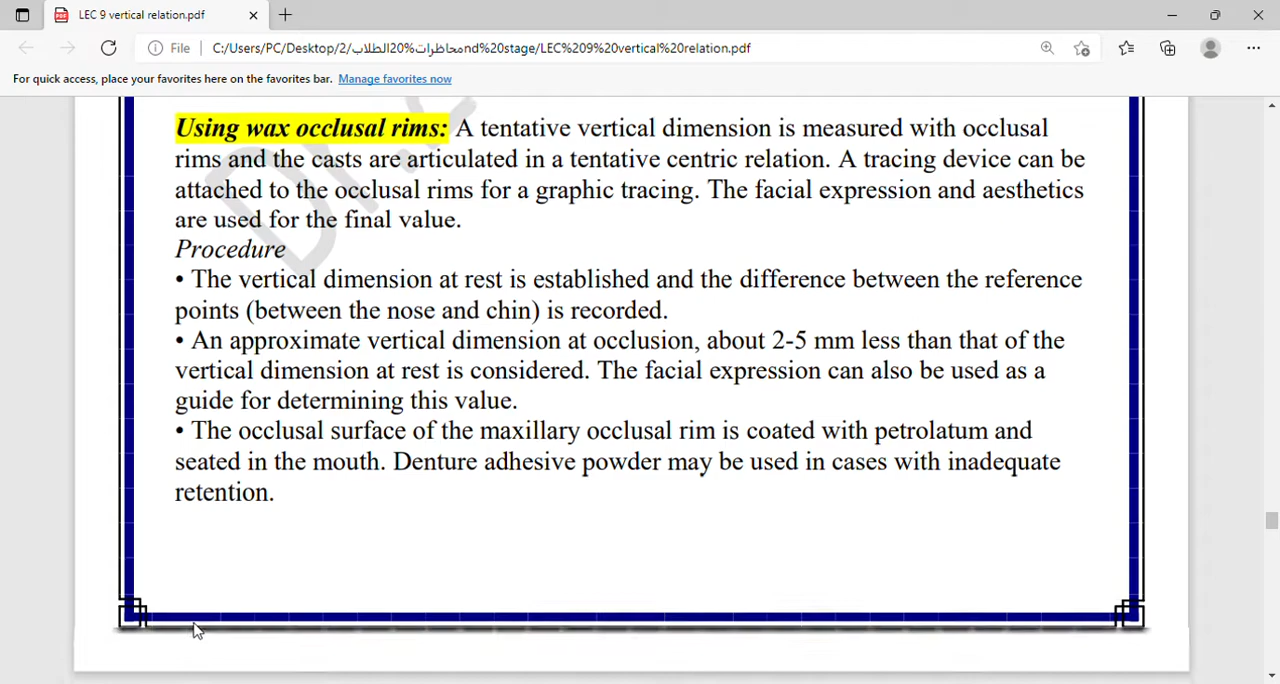 LEC 9 vertical relation.pdf
File
C:/Users/PC/Desktop/2/محاظرات%20الطلابnd%20stage/LEC%209%20vertical%20relation.pdf
For quick access, place your favorites here on the favorites bar. Manage favorites now
Using wax occlusal rims: A tentative vertical dimension is measured with occlusal
rims and the casts are articulated in a tentative centric relation. A tracing device can be
attached to the occlusal rims for a graphic tracing. The facial expression and aesthetics
are used for the final value.
Procedure
• The vertical dimension at rest is established and the difference between the reference
points (between the nose and chin) is recorded.
• An approximate vertical dimension at occlusion, about 2-5 mm less than that of the
vertical dimension at rest is considered. The facial expression can also be used as a
guide for determining this value.
• The occlusal surface of the maxillary occlusal rim is coated with petrolatum and
seated in the mouth. Denture adhesive powder may be used in cases with inadequate
retention.